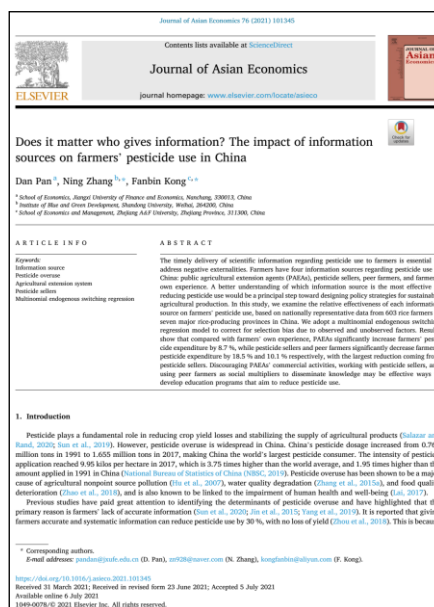 Journal of Asian Economics 76 (2021) 101345
Contents lists available at ScienceDirect
Journal of Asian Economics
journal homepage: www.elsevier.com/locate/asieco
ELSEVIER
JOURNAL OF
Asian
Economics
Check for
updates
Does it matter who gives information? The impact of information
sources on farmers' pesticide use in China
Dan Pan a, Ning Zhang b,*, Fanbin Kong c,*
a School of Economics, Jiangxi University of Finance and Economics, Nanchang, 330013, China
b Institute of Blue and Green Development, Shandong University, Weihai, 264200, China
c School of Economics and Management, Zhejiang A&F University, Zhejiang Province, 311300, China
ARTICLE INFO
Keywords:
Information source
Pesticide overuse
Agricultural extension system
Pesticide sellers
Multinomial endogenous switching regression
ABSTRACT
The timely delivery of scientific information regarding pesticide use to farmers is essential
address negative externalities. Farmers have four information sources regarding pesticide use
China: public agricultural extension agents (PAEAs), pesticide sellers, peer farmers, and farmer
own experience. A better understanding of which information source is the most effective
reducing pesticide use would be a principal step toward designing policy strategies for sustainab
agricultural production. In this study, we examine the relative effectiveness of each informati
source on farmers' pesticide use, based on nationally representative data from 603 rice farmers
seven major rice-producing provinces in China. We adopt a multinomial endogenous switchin
regression model to correct for selection bias due to observed and unobserved factors. Resul
show that compared with farmers' own experience, PAEAs significantly increase farmers' pes
cide expenditure by 8.7 %, while pesticide sellers and peer farmers significantly decrease farmer
pesticide expenditure by 18.5 % and 10.1 % respectively, with the largest reduction coming fro
pesticide sellers. Discouraging PAEAs' commercial activities, working with pesticide sellers, a
using peer farmers as social multipliers to disseminate knowledge may be effective ways
develop education programs that aim to reduce pesticide use.
1. Introduction
Pesticide plays a fundamental role in reducing crop yield losses and stabilizing the supply of agricultural products (Salazar an
Rand, 2020; Sun et al., 2019). However, pesticide overuse is widespread in China. China's pesticide dosage increased from 0.76
million tons in 1991 to 1.655 million tons in 2017, making China the world's largest pesticide consumer. The intensity of pestici
application reached 9.95 kilos per hectare in 2017, which is 3.75 times higher than the world average, and 1.95 times higher than th
amount applied in 1991 in China (National Bureau of Statistics of China (NBSC, 2019). Pesticide overuse has been shown to be a maj
cause of agricultural nonpoint source pollution (Hu et al., 2007), water quality degradation (Zhang et al., 2015a), and food quali
deterioration (Zhao et al., 2018), and is also known to be linked to the impairment of human health and well-being (Lai, 2017).
Previous studies have paid great attention to identifying the determinants of pesticide overuse and have highlighted that th
primary reason is farmers' lack of accurate information (Sun et al., 2020; Jin et al., 2015; Yang et al., 2019). It is reported that givin
farmers accurate and systematic information can reduce pesticide use by 30 %, with no loss of yield (Zhou et al., 2018). This is becau
* Corresponding authors.
E-mail addresses: pandan@jxufe.edu.cn (D. Pan), zn928@naver.com (N. Zhang), kongfanbin@aliyun.com (F. Kong).
https://doi.org/10.1016/j.asieco.2021.101345
Received 31 March 2021; Received in revised form 23 June 2021; Accepted 5 July 2021
Available online 6 July 2021
1049-0078/© 2021 Elsevier Inc. All rights reserved.